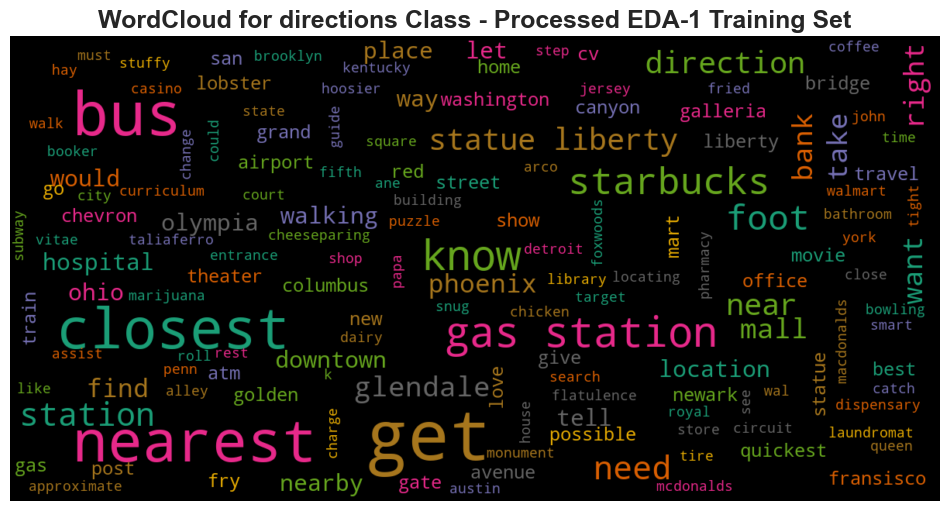 WordCloud for directions Class - Processed EDA-1 Training Set
must
stuffy
san
brooklyn
place
let
step
cv
coffee
hay
casino
lobster
kentucky
home
direction
bridge
right
bus
state
hoosier
way
washington
jersey
canyon
fried
galleria
walk
change
could
grand
guide
square
statue liberty
liberty
bank
take
john
time
booker
airport
fifth
red
arco
would
go
city
curriculum
court
ane
street
building
starbucks
travel
walmart
tight
chevron
olympia
walking
puzzle
show
foot
bathroom
subway
vitae
taliaferro
cheeseparing
know
detroit
foxwoods
mart
york
want
hospital
entrance
shop
papa
movie
theater
columbus
phoenix
library
locating
pharmacy
office
close
ohio
marijuana
snug
chicken
target
near
bowling
train
closest
new
dairy
gas station
mall
smart
macdonalds
assist
roll
rest
downtown
give
penn
atm
k
search
location
best
like
find
alley
golden
glendale
love
flatulence
newark
see
wal
statue
catch
station
charge
house
tell
royal
store
circuit
dispensary
nearest
get
monument
possible
laundromat
queen
gas
post
avenue
need
tire
quickest
approximate
fry
nearby
gate
austin
mcdonalds
fransisco